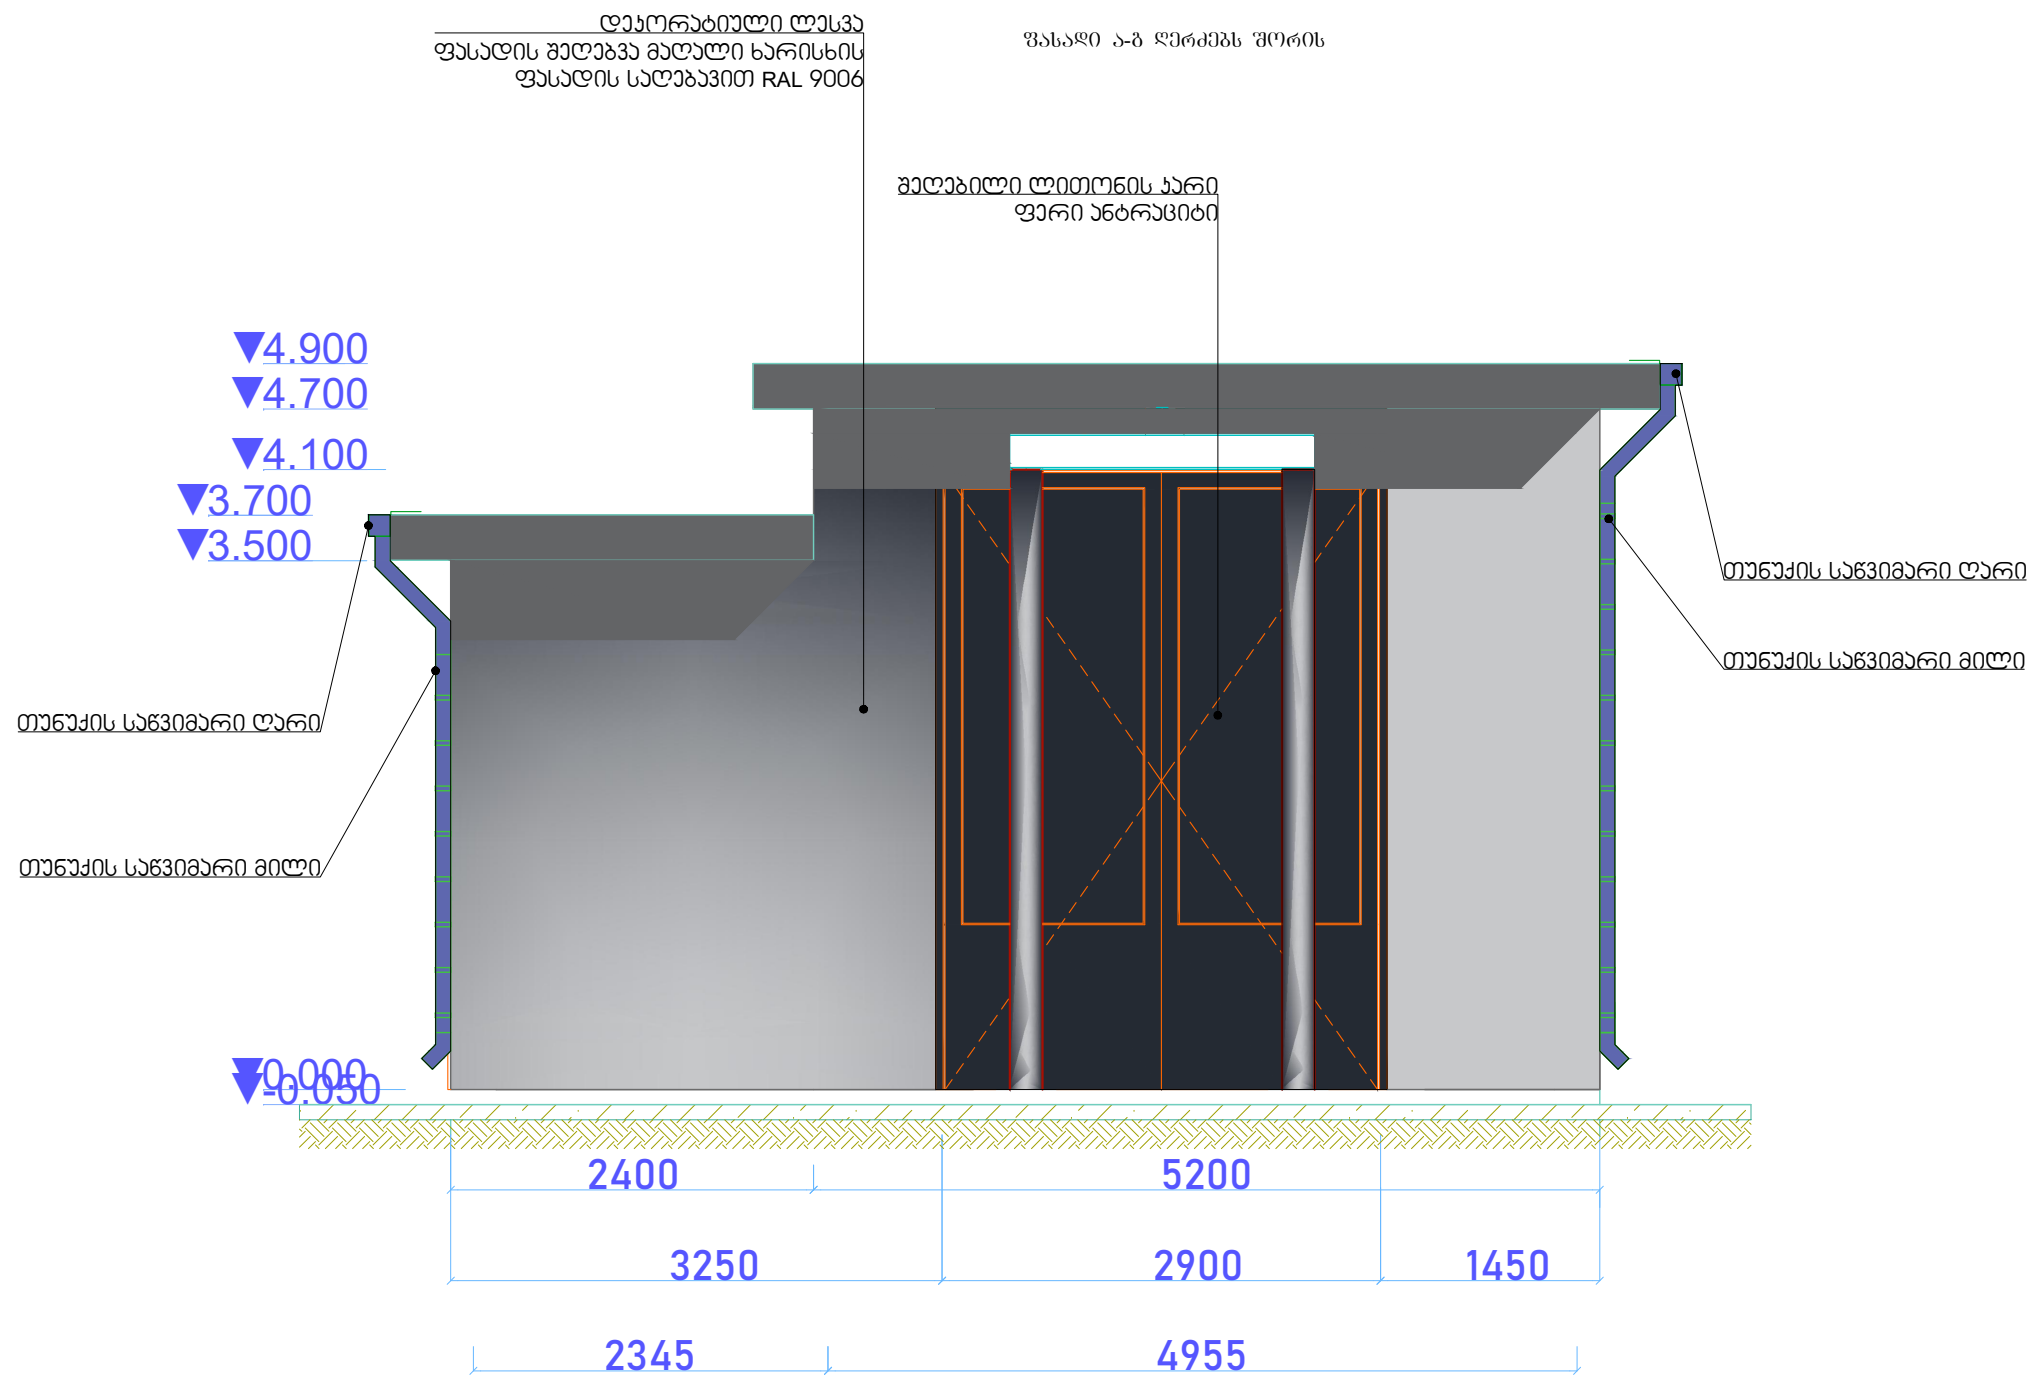 დეკორატიული ლესვა
ფასადის შეღებვა მაღალი ხარისხის
ფასადის საღებავით RAL 9006
ფასადი ა-გ ღერძებს შორის
შეღებილი ლითონის კარი
ფერი ანტრაციტი
4.900
4.700
4.100
3.700
3.500
თუნუქის საწვიმარი ღარი
თუნუქის საწვიმარი მილი
თუნუქის საწვიმარი ღარი
თუნუქის საწვიმარი მილი
0.000
-0.050
2400 5200
3250 2900 1450
2345 4955